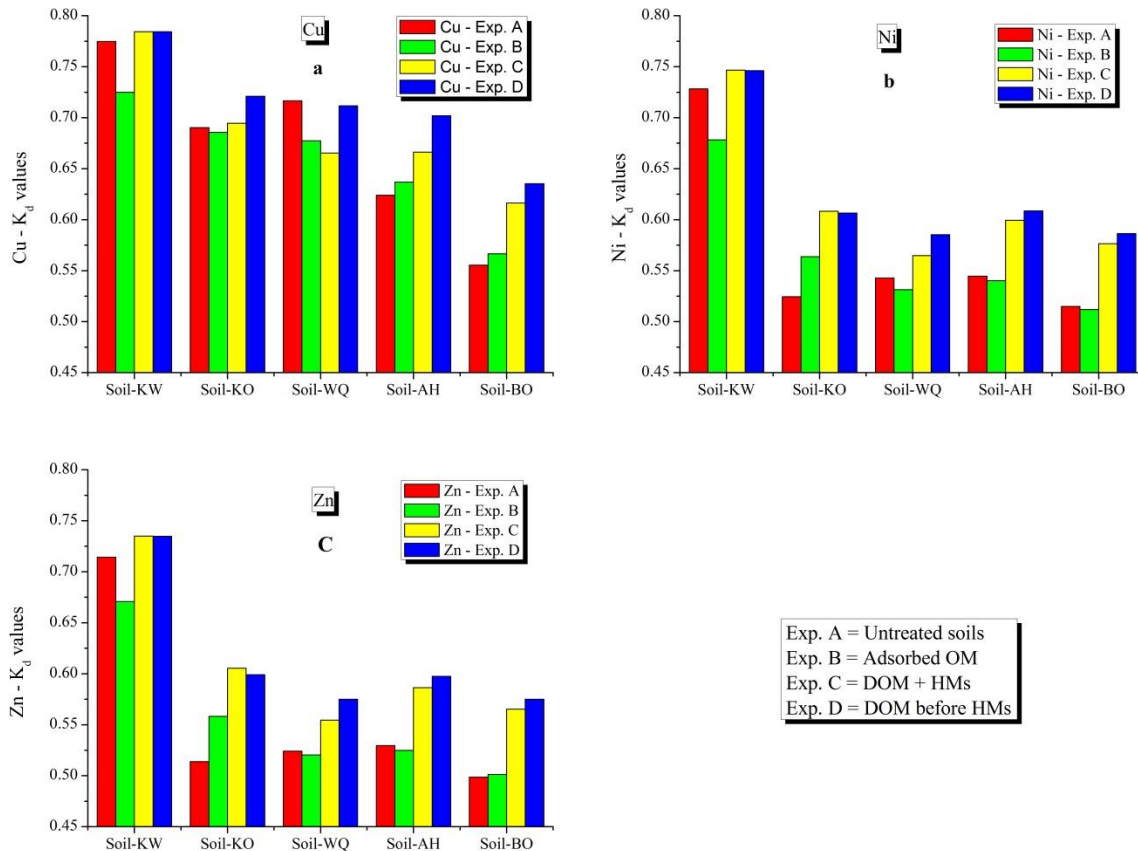 Cu
a
Cu - Exp. A
Cu - Exp. B
Cu - Exp. C
Cu - Exp. D
Cu - Kd values
0.80
0.75
0.70
0.65
0.60
0.55
0.50
0.45
Soil-KW Soil-KO Soil-WQ Soil-AH Soil-BO
Ni
b
Ni - Exp. A
Ni - Exp. B
Ni - Exp. C
Ni - Exp. D
Ni - Kd values
0.80
0.75
0.70
0.65
0.60
0.55
0.50
0.45
Soil-KW Soil-KO Soil-WQ Soil-AH Soil-BO
Zn
C
Zn - Exp. A
Zn - Exp. B
Zn - Exp. C
Zn - Exp. D
Zn - Kd values
0.80
0.75
0.70
0.65
0.60
0.55
0.50
0.45
Soil-KW Soil-KO Soil-WQ Soil-AH Soil-BO
Exp. A = Untreated soils
Exp. B = Adsorbed OM
Exp. C = DOM + HMs
Exp. D = DOM before HMs